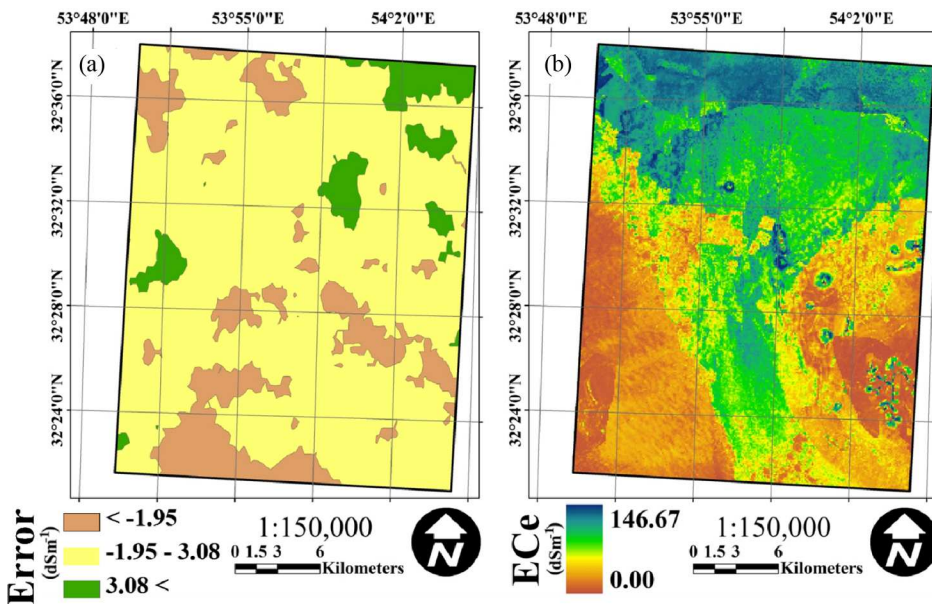 53°48'0"E 53°55'0"E 54°2'0"E
53°48'0"E 53°55'0"E 54°2'0"E
(a)
(b)
32°36'0"N
32°32'0"N
32°28'0"N
32°24'0"N
32°36'0"N
32°32'0"N
32°28'0"N
32°24'0"N
Error
(dSm-1)
< -1.95
-1.95 - 3.08
3.08 <
1:150,000
0 1.5 3 6
Kilometers
N
ECe
(dSm-1)
146.67
0.00
1:150,000
0 1.5 3 6
Kilometers
N